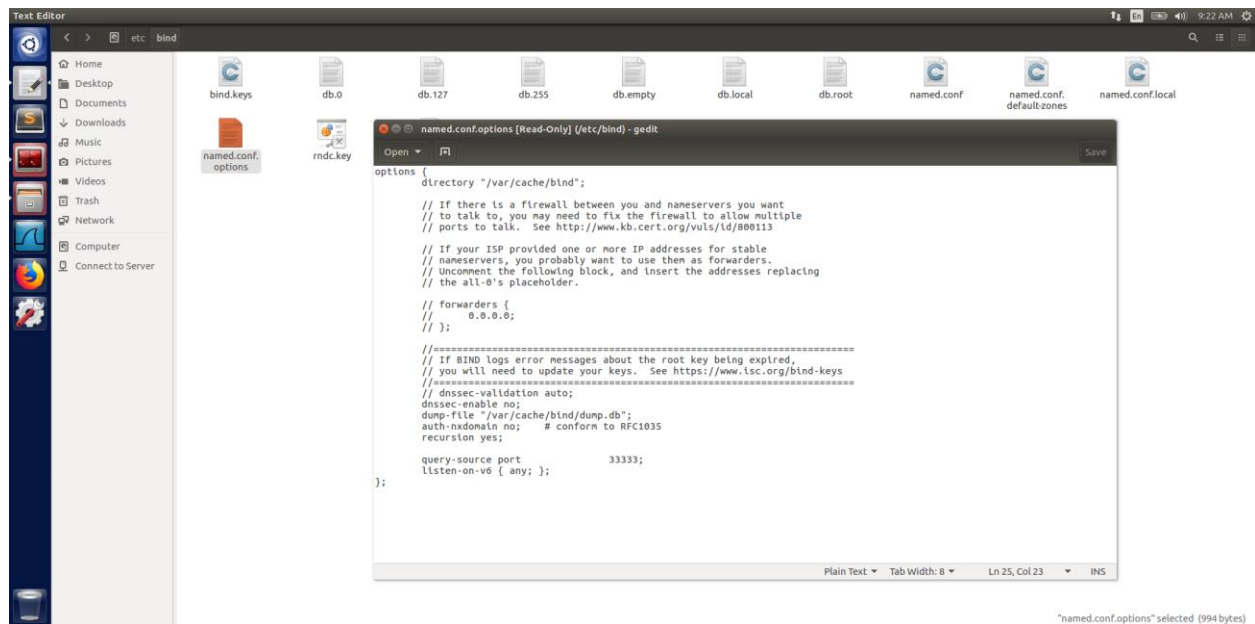 Text Editor
En
9:22 AM
etc bind
Home
Desktop
Documents
Downloads
Music
Pictures
Videos
Trash
Network
Computer
Connect to Server
bind.keys
db.0
db.127
db.255
db.empty
db.local
db.root
named.conf
named.conf.
default-zones
named.conf.local
named.conf.
options
rndc.key
named.conf.options [Read-Only] (/etc/bind) - gedit
Open
Save
options {
directory "/var/cache/bind";
// If there is a firewall between you and nameservers you want
// to talk to, you may need to fix the firewall to allow multiple
// ports to talk.  See http://www.kb.cert.org/vuls/id/800113
// If your ISP provided one or more IP addresses for stable
// nameservers, you probably want to use them as forwarders.
// Uncomment the following block, and insert the addresses replacing
// the all-0's placeholder.
// forwarders {
//      0.0.0.0;
// };
//========================================================================
// If BIND logs error messages about the root key being expired,
// you will need to update your keys.  See https://www.isc.org/bind-keys
//========================================================================
// dnssec-validation auto;
dnssec-enable no;
dump-file "/var/cache/bind/dump.db";
auth-nxdomain no;    # conform to RFC1035
recursion yes;
query-source port               33333;
listen-on-v6 { any; };
};
Plain Text
Tab Width: 8
Ln 25, Col 23
INS
"named.conf.options" selected (994 bytes)